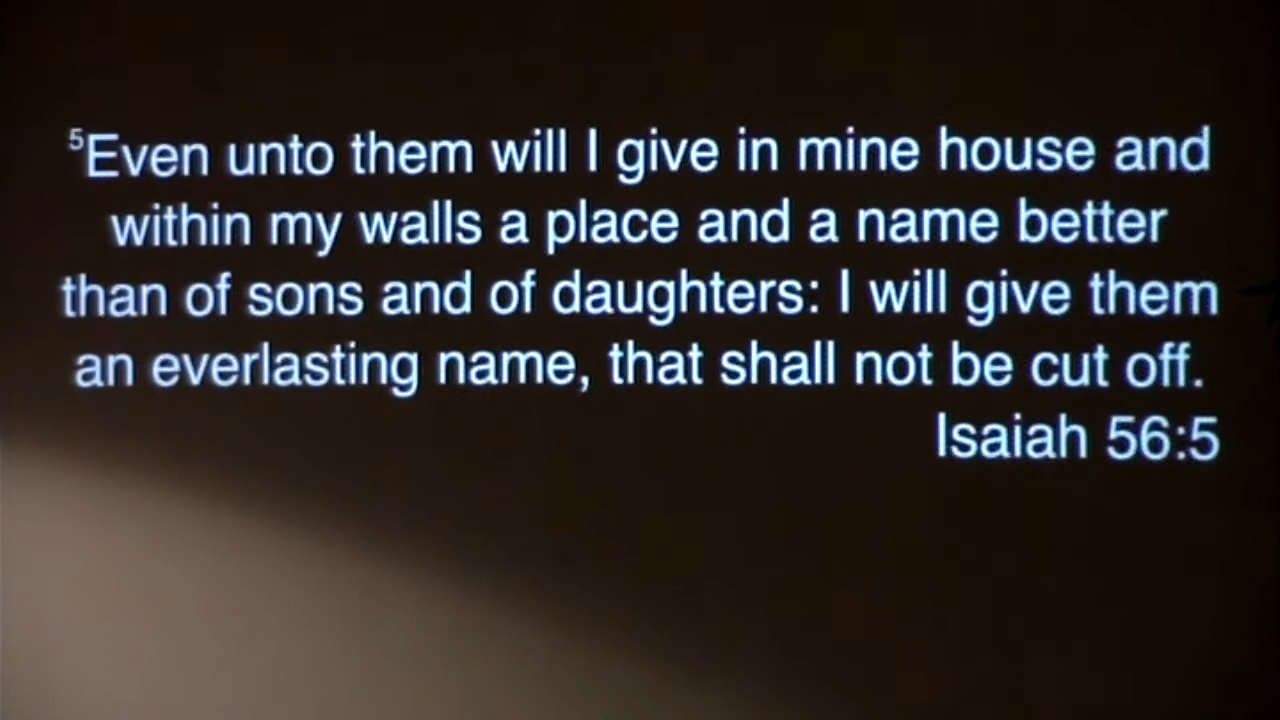 ⁵Even unto them will I give in mine house and
within my walls a place and a name better
than of sons and of daughters: I will give them
an everlasting name, that shall not be cut off.
Isaiah 56:5